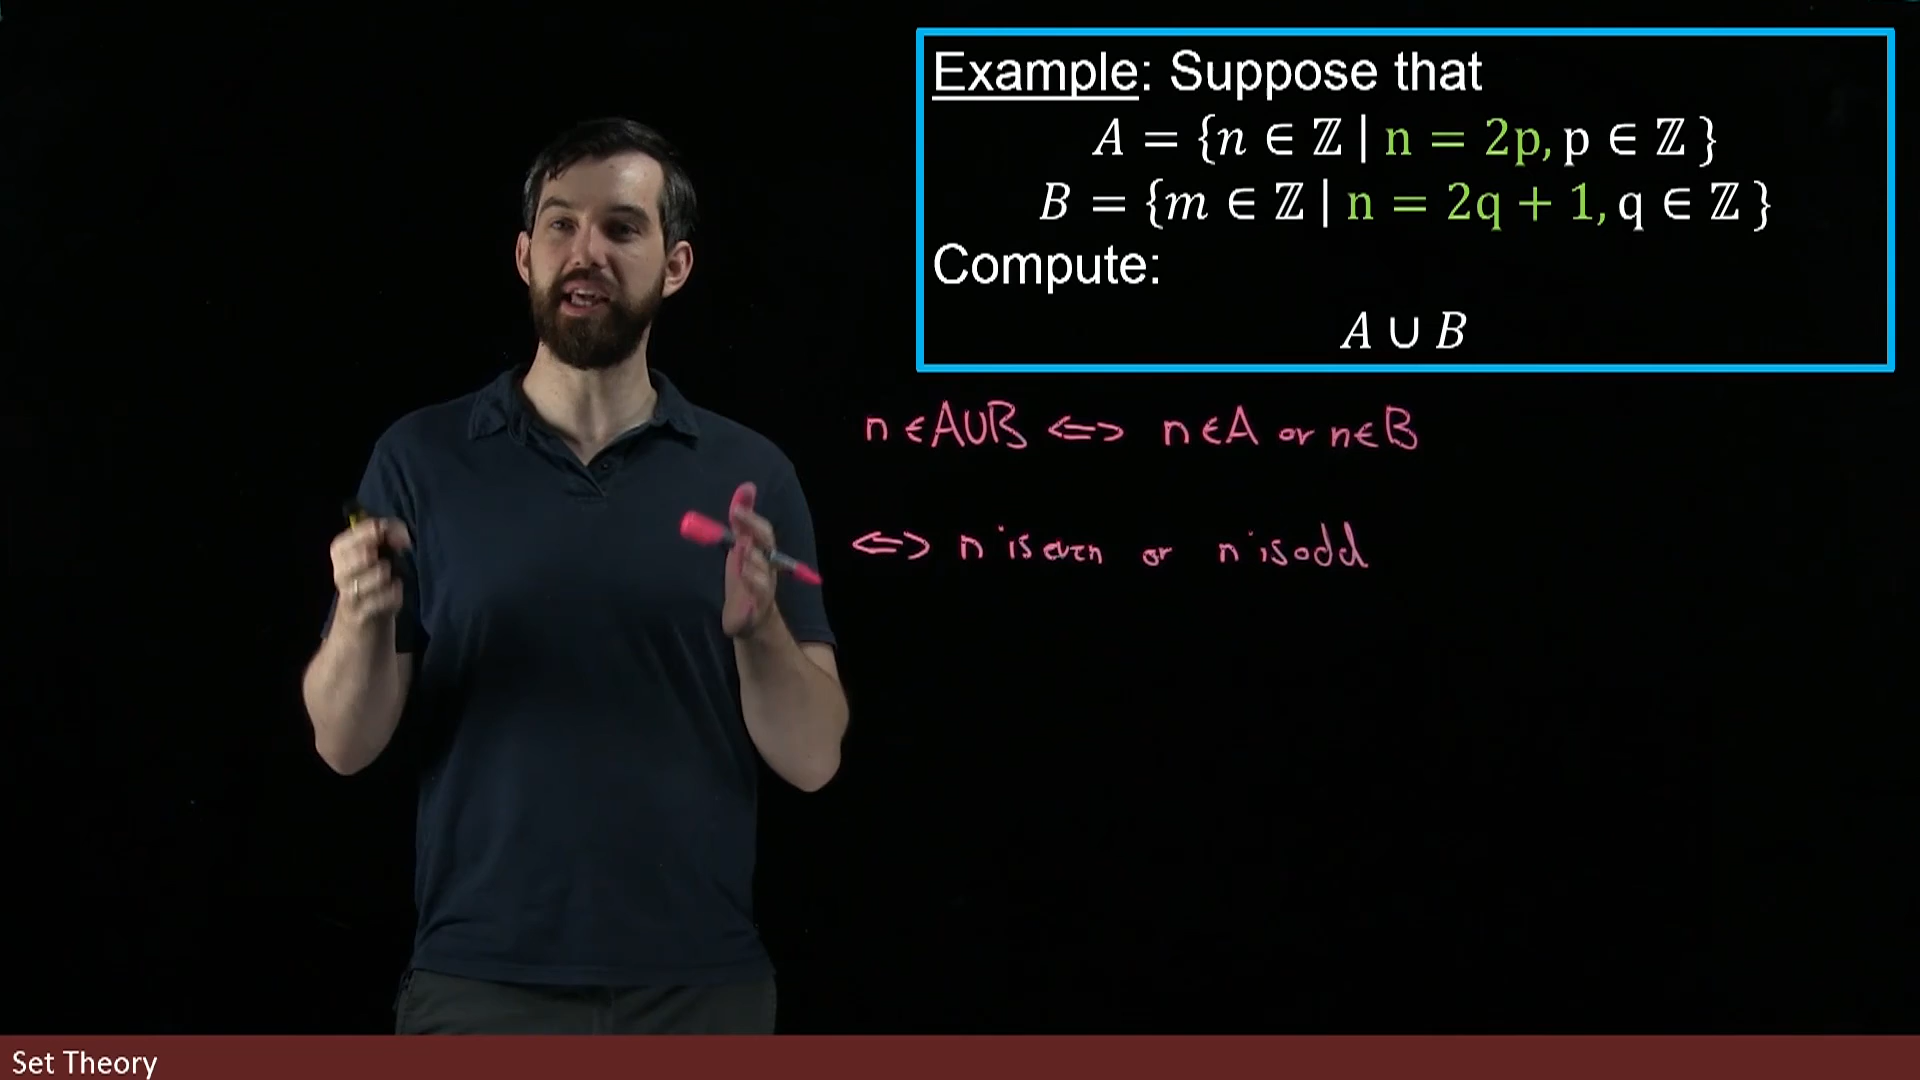 Example: Suppose that
A = {n ∈ ℤ | n = 2p, p ∈ ℤ }
B = {m ∈ ℤ | n = 2q + 1, q ∈ ℤ }
Compute:
A ∪ B
n ∈ A∪B ⟺ n ∈ A or n ∈ B
⟺ n is even or n is odd
Set Theory